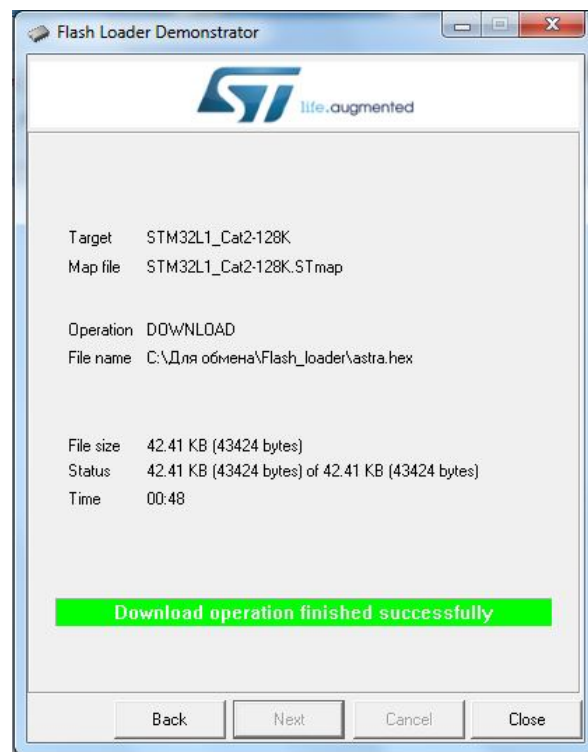 Flash Loader Demonstrator
ST
life.augmented
Target STM32L1_Cat2-128K
Map file STM32L1_Cat2-128K.STmap
Operation DOWNLOAD
File name C:\Для обмена\Flash_loader\astra.hex
File size 42.41 KB (43424 bytes)
Status 42.41 KB (43424 bytes) of 42.41 KB (43424 bytes)
Time 00:48
Download operation finished successfully
Back Next Cancel Close